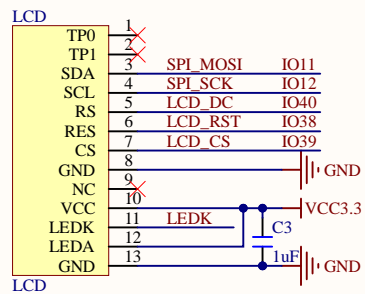 LCD
TP0 1
TP1 2
SDA 3 SPI_MOSI IO11
SCL 4 SPI_SCK IO12
RS 5 LCD_DC IO40
RES 6 LCD_RST IO38
CS 7 LCD_CS IO39
GND 8 GND
NC 9
VCC 10 VCC3.3
LEDK 11 LEDK C3
LEDA 12 1uF
GND 13 GND
LCD